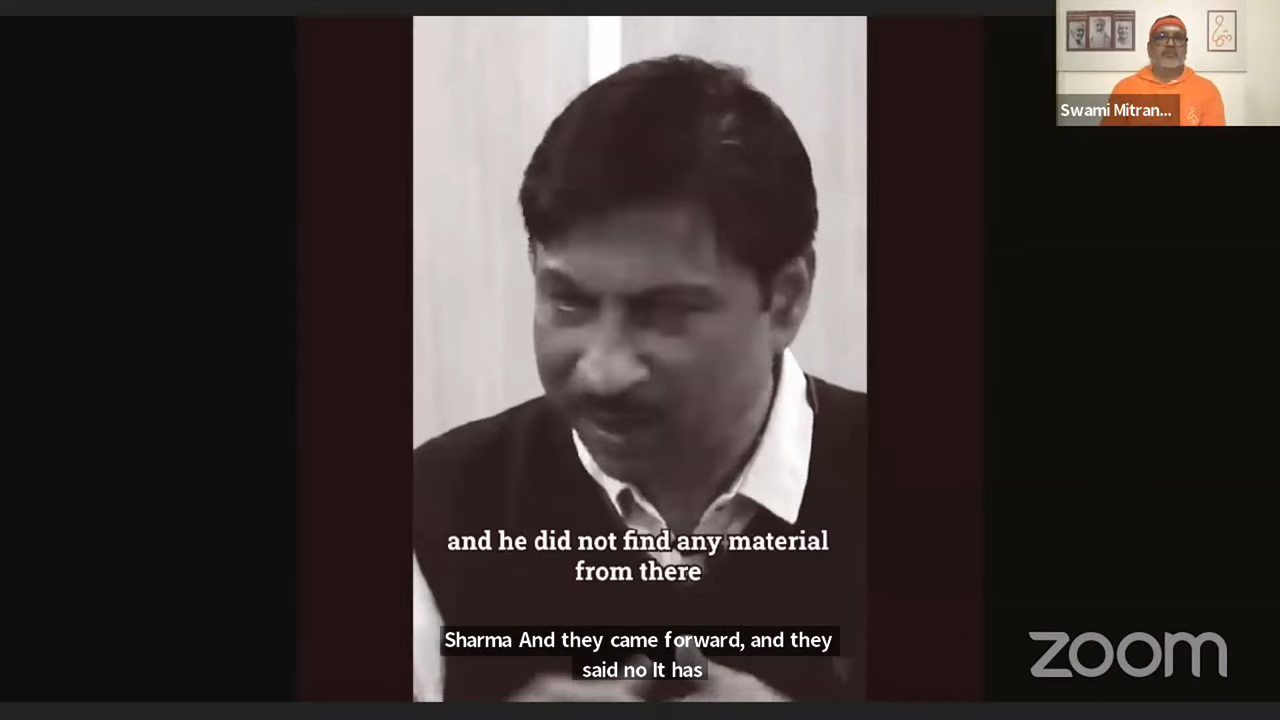 Swami Mitran...
and he did not find any material
from there
Sharma And they came forward, and they
said no It has
zoom